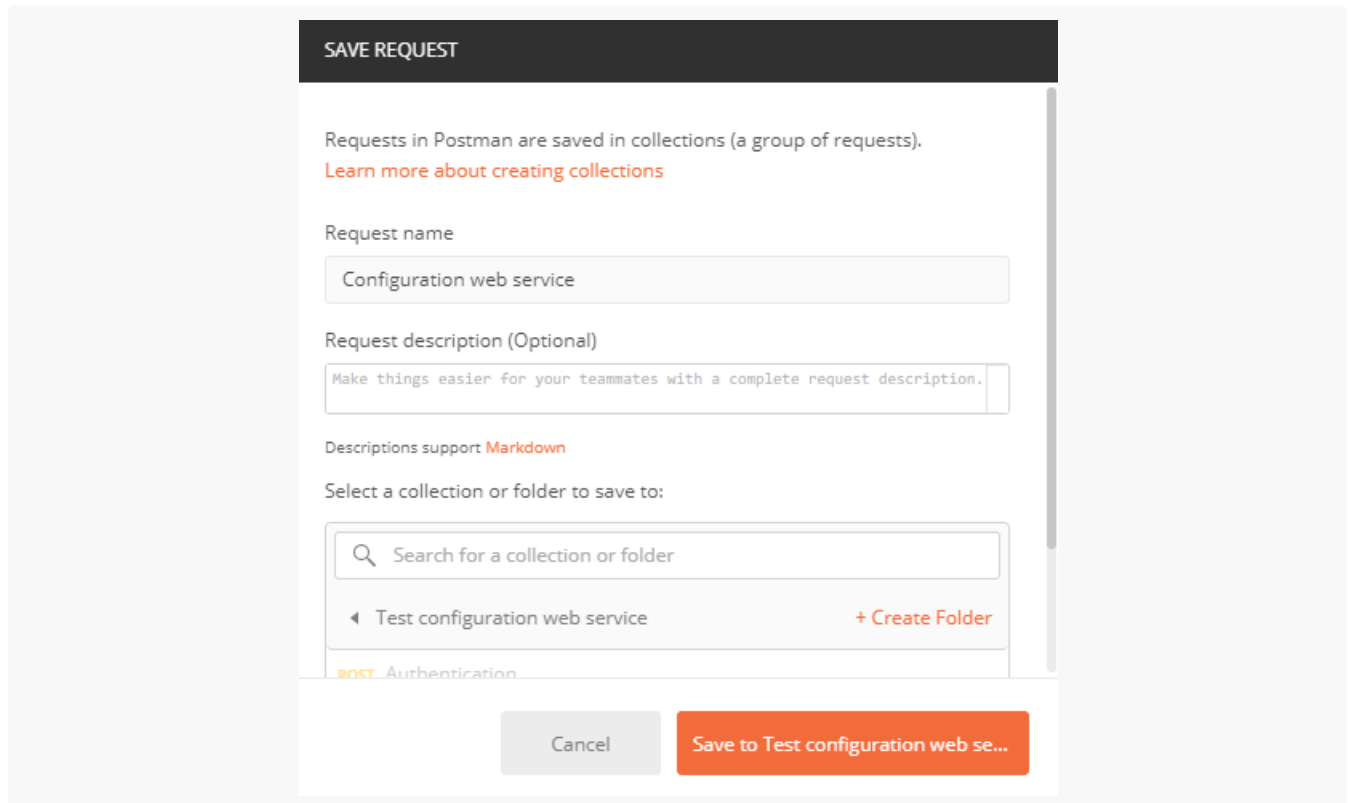 SAVE REQUEST
Requests in Postman are saved in collections (a group of requests).
Learn more about creating collections
Request name
Configuration web service
Request description (Optional)
Make things easier for your teammates with a complete request description.
Descriptions support Markdown
Select a collection or folder to save to:
Search for a collection or folder
Test configuration web service + Create Folder
POST Authentication
Cancel Save to Test configuration web se...